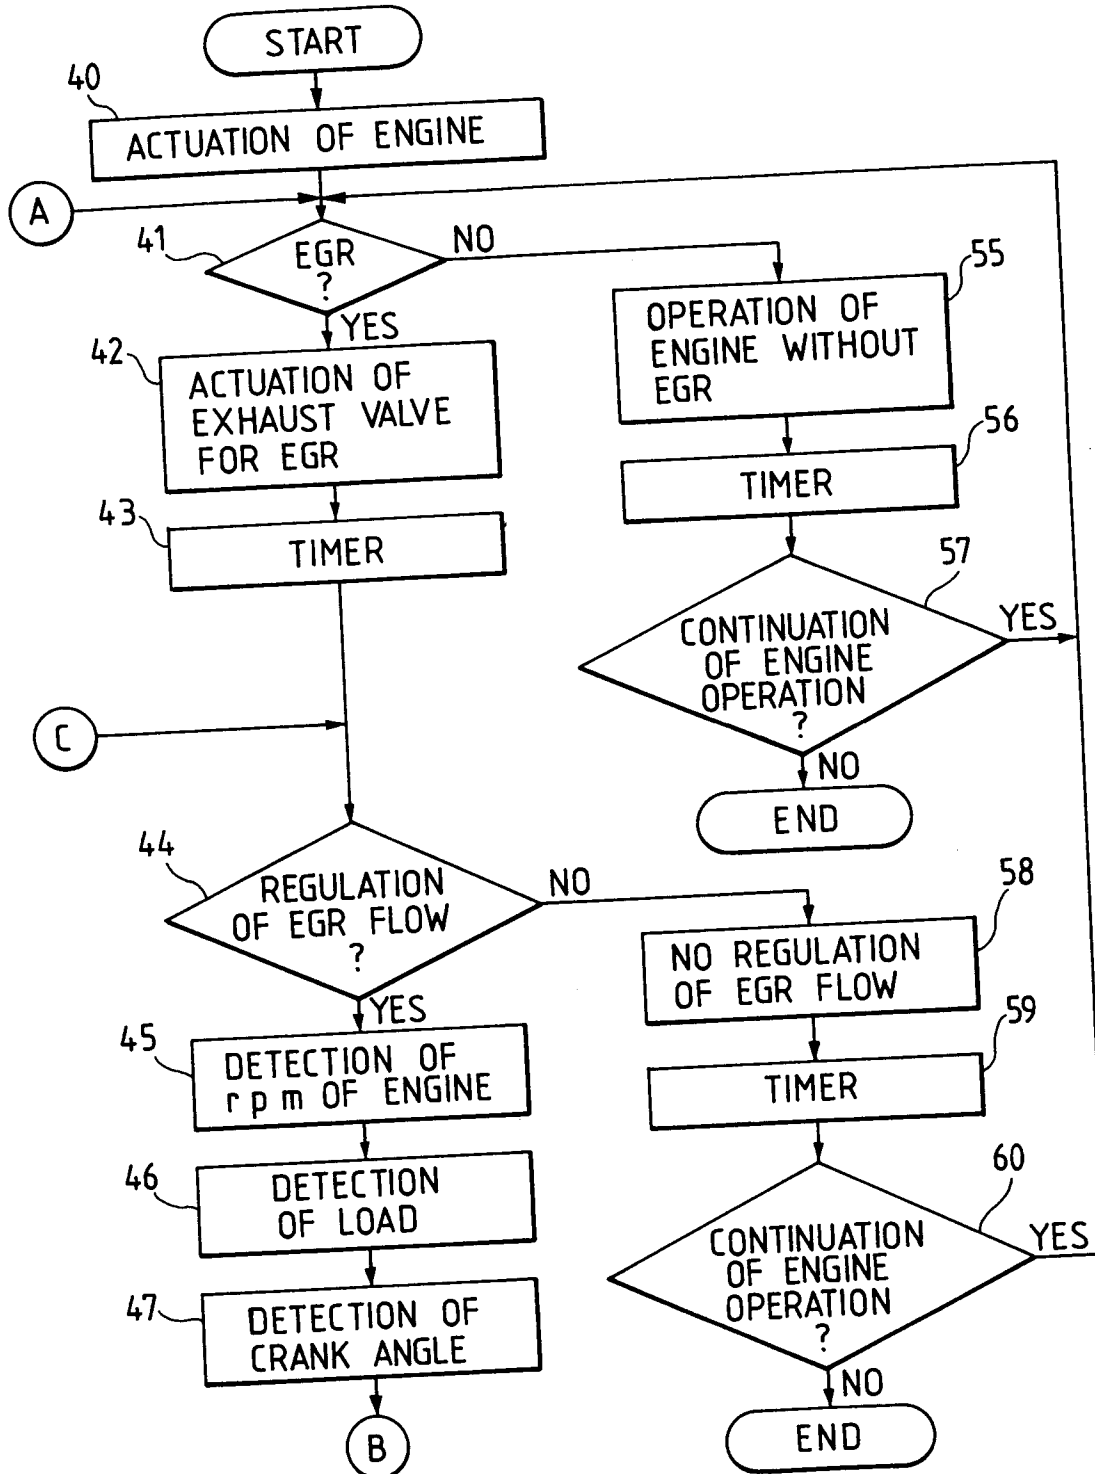 START
40
ACTUATION OF ENGINE
A
41
EGR
?
NO
YES
42
ACTUATION OF
EXHAUST VALVE
FOR EGR
43
TIMER
55
OPERATION OF
ENGINE WITHOUT
EGR
56
TIMER
57
CONTINUATION
OF ENGINE
OPERATION
?
YES
NO
END
C
44
REGULATION
OF EGR FLOW
?
NO
YES
58
NO REGULATION
OF EGR FLOW
59
TIMER
60
CONTINUATION
OF ENGINE
OPERATION
?
YES
NO
END
45
DETECTION OF
rpm OF ENGINE
46
DETECTION
OF LOAD
47
DETECTION OF
CRANK ANGLE
B